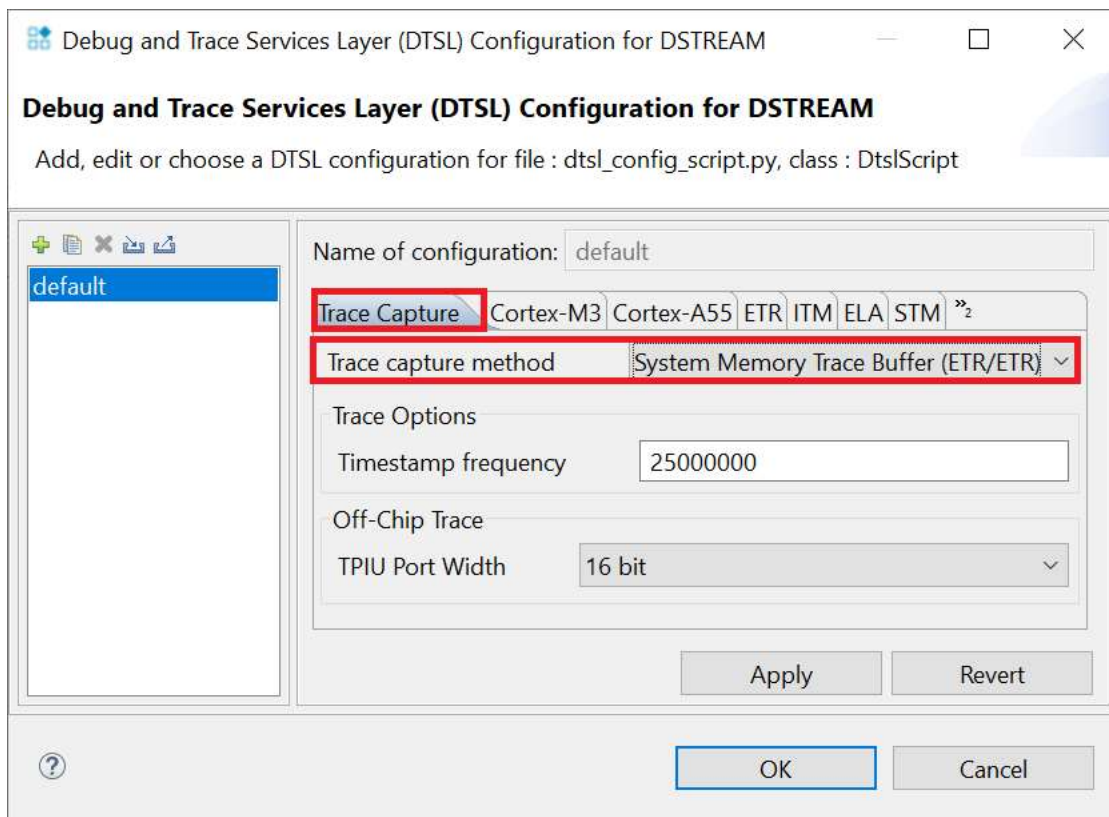 Debug and Trace Services Layer (DTSL) Configuration for DSTREAM
Debug and Trace Services Layer (DTSL) Configuration for DSTREAM
Add, edit or choose a DTSL configuration for file : dtsl_config_script.py, class : DtslScript
default
Name of configuration: default
Trace Capture Cortex-M3 Cortex-A55 ETR ITM ELA STM »2
Trace capture method System Memory Trace Buffer (ETR/ETR)
Trace Options
Timestamp frequency 25000000
Off-Chip Trace
TPIU Port Width 16 bit
Apply Revert
? OK Cancel